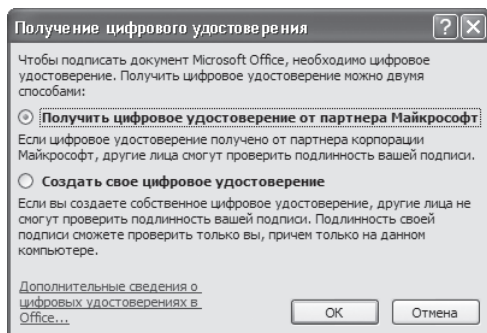 Получение цифрового удостоверения
Чтобы подписать документ Microsoft Office, необходимо цифровое
удостоверение. Получить цифровое удостоверение можно двумя
способами:
Получить цифровое удостоверение от партнера Майкрософт
Если цифровое удостоверение получено от партнера корпорации
Майкрософт, другие лица смогут проверить подлинность вашей подписи.
Создать свое цифровое удостоверение
Если вы создаете собственное цифровое удостоверение, другие лица не
смогут проверить подлинность вашей подписи. Подлинность своей
подписи сможете проверить только вы, причем только на данном
компьютере.
Дополнительные сведения о
цифровых удостоверениях в
Office...
ОК Отмена